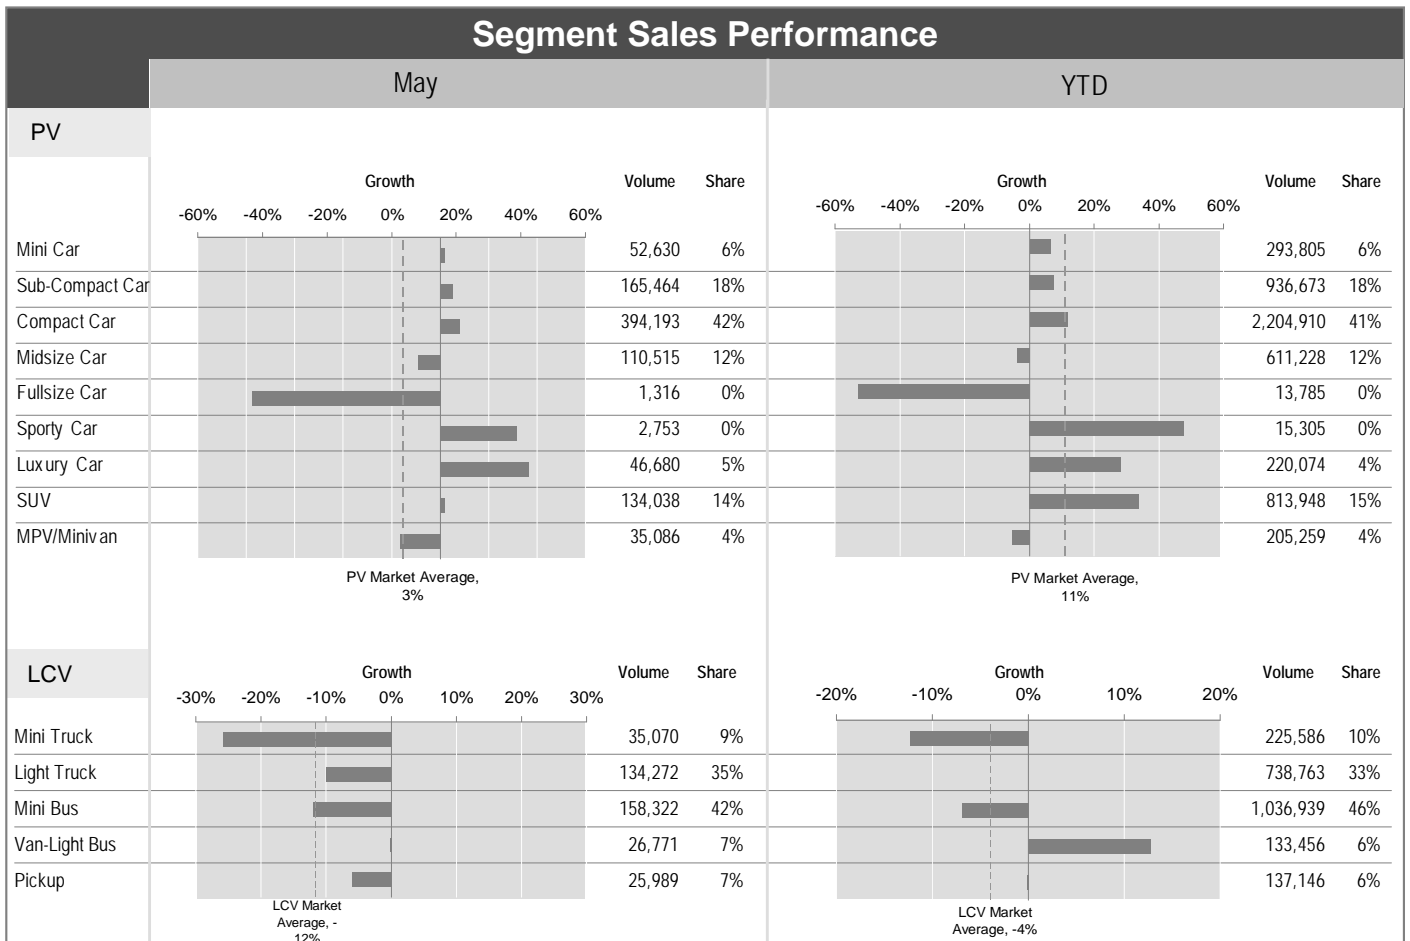 Segment Sales Performance
May YTD
PV
Growth Volume Share Growth Volume Share
-60% -40% -20% 0% 20% 40% 60% -60% -40% -20% 0% 20% 40% 60%
Mini Car 52,630 6% 293,805 6%
Sub-Compact Car 165,464 18% 936,673 18%
Compact Car 394,193 42% 2,204,910 41%
Midsize Car 110,515 12% 611,228 12%
Fullsize Car 1,316 0% 13,785 0%
Sporty Car 2,753 0% 15,305 0%
Luxury Car 46,680 5% 220,074 4%
SUV 134,038 14% 813,948 15%
MPV/Minivan 35,086 4% 205,259 4%
PV Market Average, PV Market Average,
3% 11%
LCV
Growth Volume Share Growth Volume Share
-30% -20% -10% 0% 10% 20% 30% -20% -10% 0% 10% 20%
Mini Truck 35,070 9% 225,586 10%
Light Truck 134,272 35% 738,763 33%
Mini Bus 158,322 42% 1,036,939 46%
Van-Light Bus 26,771 7% 133,456 6%
Pickup 25,989 7% 137,146 6%
LCV Market LCV Market
Average, - Average, -4%
12%